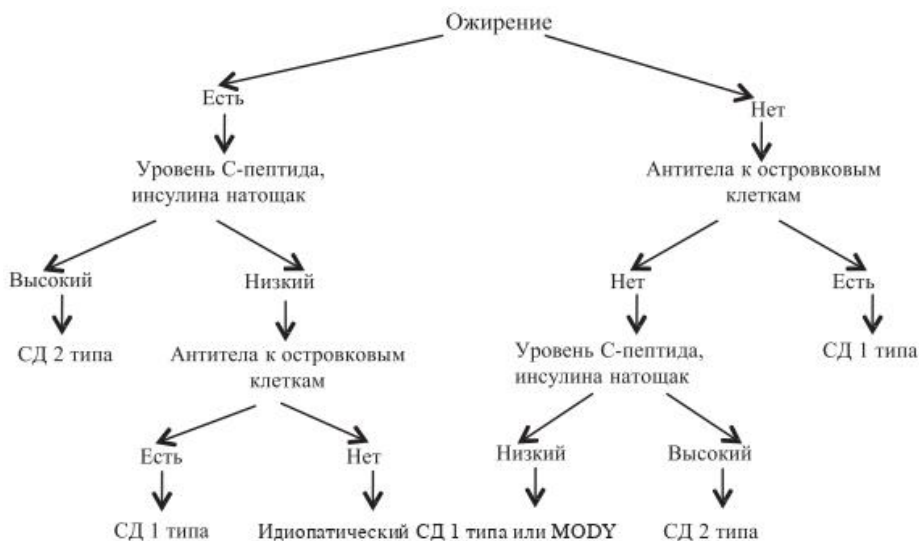 Ожирение
Есть
Нет
Уровень С-пептида,
инсулина натощак
Антитела к островковым
клеткам
Высокий
Низкий
Нет
Есть
СД 2 типа
Антитела к островковым
клеткам
Уровень С-пептида,
инсулина натощак
СД 1 типа
Есть
Нет
Низкий
Высокий
СД 1 типа
Идиопатический СД 1 типа или MODY
СД 2 типа